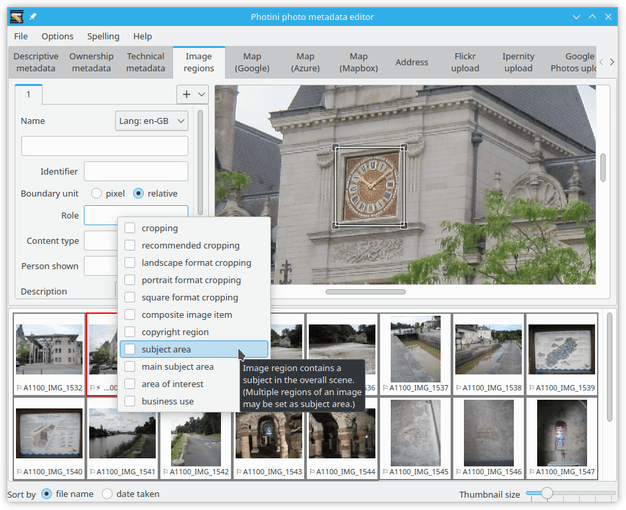 Photini photo metadata editor
File Options Spelling Help
Descriptive metadata
Ownership metadata
Technical metadata
Image regions
Map (Google)
Map (Azure)
Map (Mapbox)
Address
Flickr upload
Ipernity upload
Google Photos uplo
1
Name
Lang: en-GB
Identifier
Boundary unit
pixel
relative
Role
Content type
Person shown
Description
cropping
recommended cropping
landscape format cropping
portrait format cropping
square format cropping
composite image item
copyright region
subject area
main subject area
area of interest
business use
Image region contains a
subject in the overall scene.
(Multiple regions of an image
may be set as subject area.)
A1100_IMG_1532
A1100_IMG_1537
A1100_IMG_1538
A1100_IMG_1539
A1100_IMG_1540
A1100_IMG_1541
A1100_IMG_1542
A1100_IMG_1543
A1100_IMG_1544
A1100_IMG_1545
A1100_IMG_1546
A1100_IMG_1547
Sort by
file name
date taken
Thumbnail size